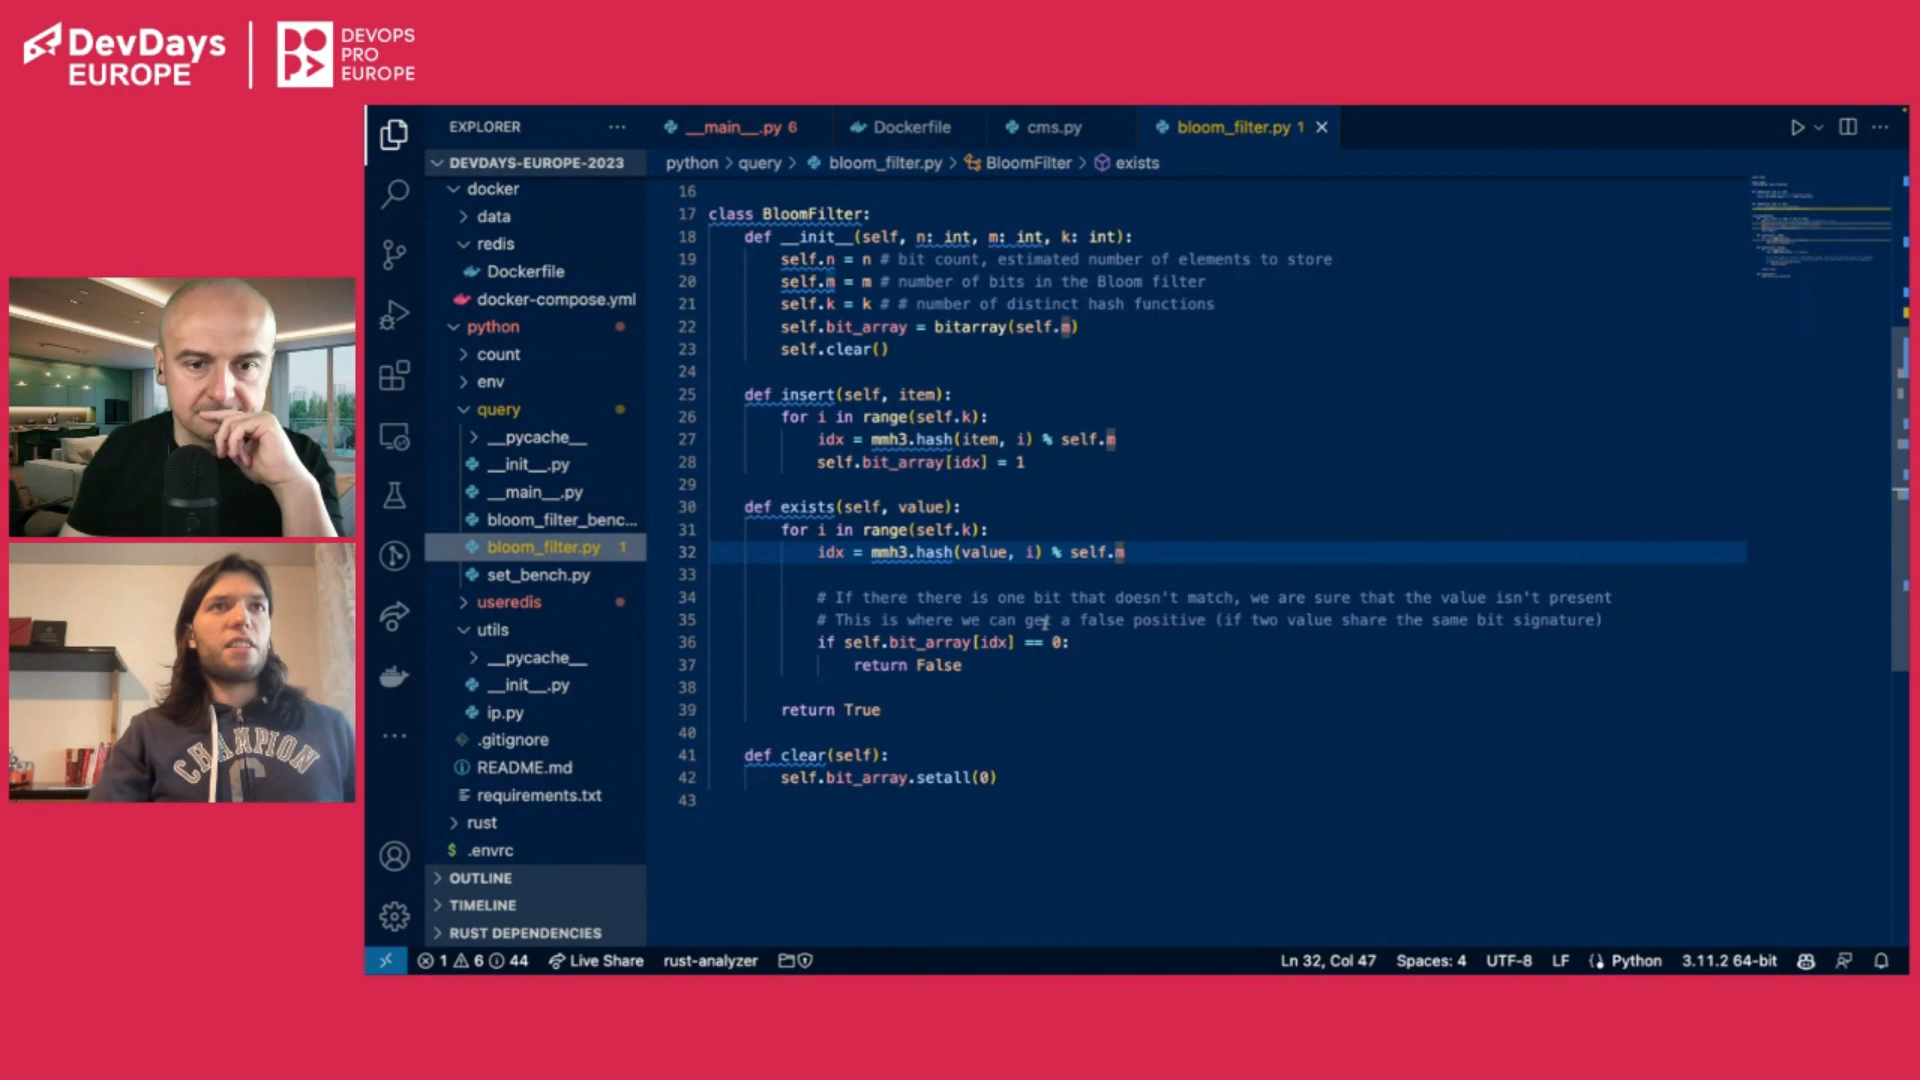 DevDays
EUROPE
DEVOPS
PRO
EUROPE
EXPLORER
__main__.py 6
Dockerfile
cms.py
bloom_filter.py 1
DEVDAYS-EUROPE-2023
python > query > bloom_filter.py > BloomFilter > exists
docker
data
redis
Dockerfile
docker-compose.yml
python
count
env
query
__pycache__
__init__.py
__main__.py
bloom_filter_benc...
bloom_filter.py 1
set_bench.py
useredis
utils
__pycache__
__init__.py
ip.py
.gitignore
README.md
requirements.txt
rust
$ .envrc
OUTLINE
TIMELINE
RUST DEPENDENCIES
16
17 class BloomFilter:
18 def __init__(self, n: int, m: int, k: int):
19 self.n = n # bit count, estimated number of elements to store
20 self.m = m # number of bits in the Bloom filter
21 self.k = k # # number of distinct hash functions
22 self.bit_array = bitarray(self.m)
23 self.clear()
24
25 def insert(self, item):
26 for i in range(self.k):
27 idx = mmh3.hash(item, i) % self.m
28 self.bit_array[idx] = 1
29
30 def exists(self, value):
31 for i in range(self.k):
32 idx = mmh3.hash(value, i) % self.m
33
34 # If there there is one bit that doesn't match, we are sure that the value isn't present
35 # This is where we can get a false positive (if two value share the same bit signature)
36 if self.bit_array[idx] == 0:
37 return False
38
39 return True
40
41 def clear(self):
42 self.bit_array.setall(0)
43
CHAMPION
1 6 44 Live Share rust-analyzer
Ln 32, Col 47 Spaces: 4 UTF-8 LF Python 3.11.2 64-bit